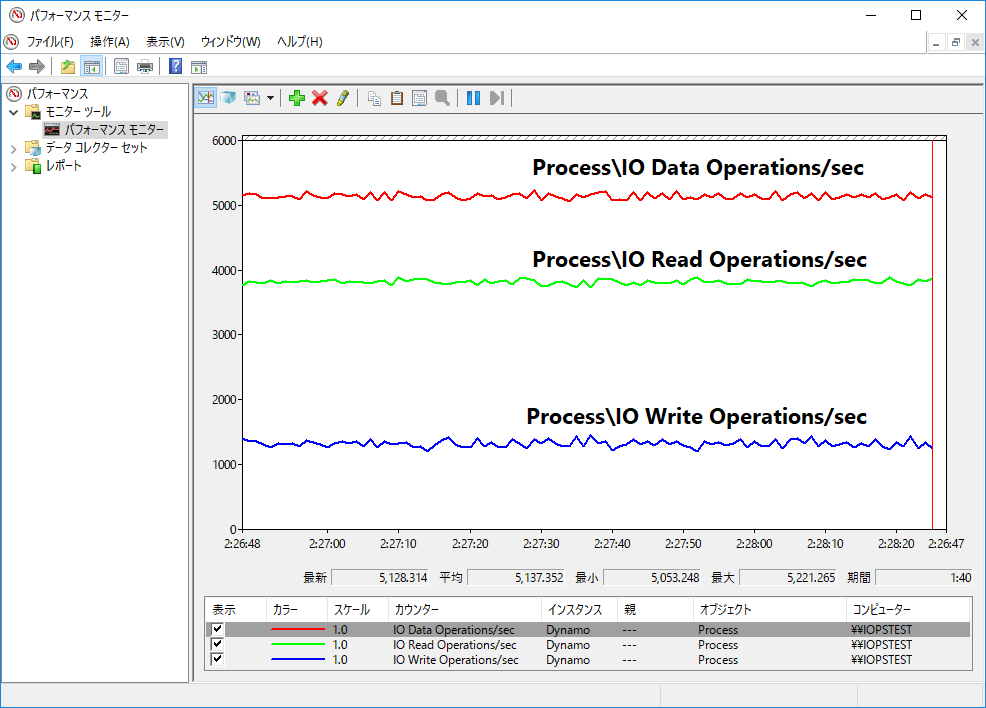 パフォーマンス モニター
ファイル(F) 操作(A) 表示(V) ウィンドウ(W) ヘルプ(H)
パフォーマンス
モニター ツール
パフォーマンス モニター
データ コレクター セット
レポート
6000
Process\IO Data Operations/sec
5000
Process\IO Read Operations/sec
4000
3000
2000
Process\IO Write Operations/sec
1000
0
2:26:48 2:27:00 2:27:10 2:27:20 2:27:30 2:27:40 2:27:50 2:28:00 2:28:10 2:28:20 2:26:47
最新 5,128.314 平均 5,137.352 最小 5,053.248 最大 5,221.265 期間 1:40
表示 カラー スケール カウンター インスタンス 親 オブジェクト コンピューター
1.0 IO Data Operations/sec Dynamo --- Process ¥¥IOPSTEST
1.0 IO Read Operations/sec Dynamo --- Process ¥¥IOPSTEST
1.0 IO Write Operations/sec Dynamo --- Process ¥¥IOPSTEST